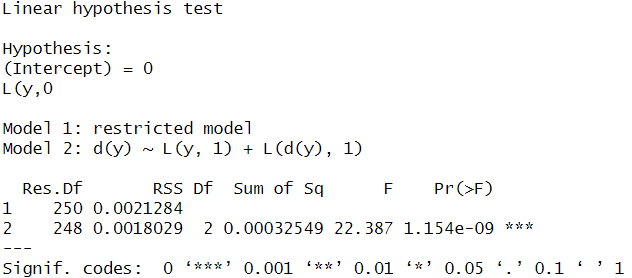 Linear hypothesis test
Hypothesis:
(Intercept) = 0
L(y,0
Model 1: restricted model
Model 2: d(y) ~ L(y, 1) + L(d(y), 1)
Res.Df RSS Df Sum of Sq F Pr(>F)
1 250 0.0021284
2 248 0.0018029 2 0.00032549 22.387 1.154e-09 ***
---
Signif. codes: 0 ‘***’ 0.001 ‘**’ 0.01 ‘*’ 0.05 ‘.’ 0.1 ‘ ’ 1